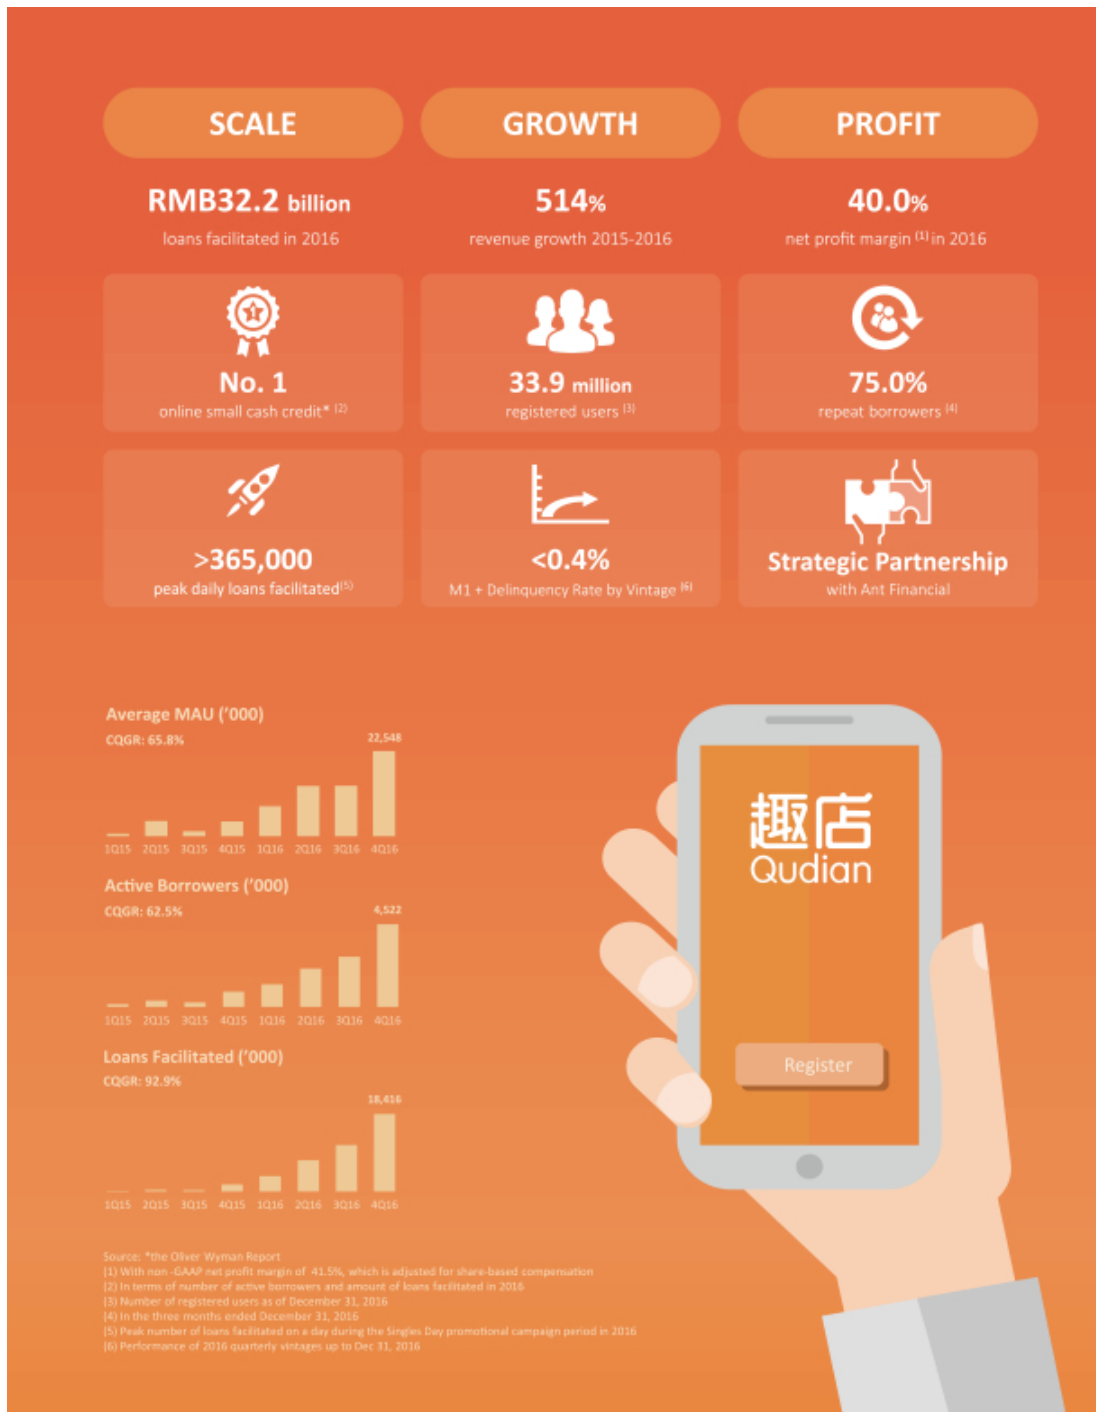 SCALE
GROWTH
PROFIT
RMB32.2 billion
loans facilitated in 2016
514%
revenue growth 2015-2016
40.0%
net profit margin (1) in 2016
No. 1
online small cash credit* (2)
33.9 million
registered users (3)
75.0%
repeat borrowers (4)
>365,000
peak daily loans facilitated(5)
<0.4%
M1 + Delinquency Rate by Vintage (6)
Strategic Partnership
with Ant Financial
Average MAU ('000)
CQGR: 65.8%
22,548
1Q15 2Q15 3Q15 4Q15 1Q16 2Q16 3Q16 4Q16
Active Borrowers ('000)
CQGR: 62.5%
4,522
1Q15 2Q15 3Q15 4Q15 1Q16 2Q16 3Q16 4Q16
Loans Facilitated ('000)
CQGR: 92.9%
18,416
1Q15 2Q15 3Q15 4Q15 1Q16 2Q16 3Q16 4Q16
趣店
Qudian
Register
Source: *the Oliver Wyman Report
(1) With non -GAAP net profit margin of 41.5%, which is adjusted for share-based compensation
(2) In terms of number of active borrowers and amount of loans facilitated in 2016
(3) Number of registered users as of December 31, 2016
(4) In the three months ended December 31, 2016
(5) Peak number of loans facilitated on a day during the Singles Day promotional campaign period in 2016
(6) Performance of 2016 quarterly vintages up to Dec 31, 2016